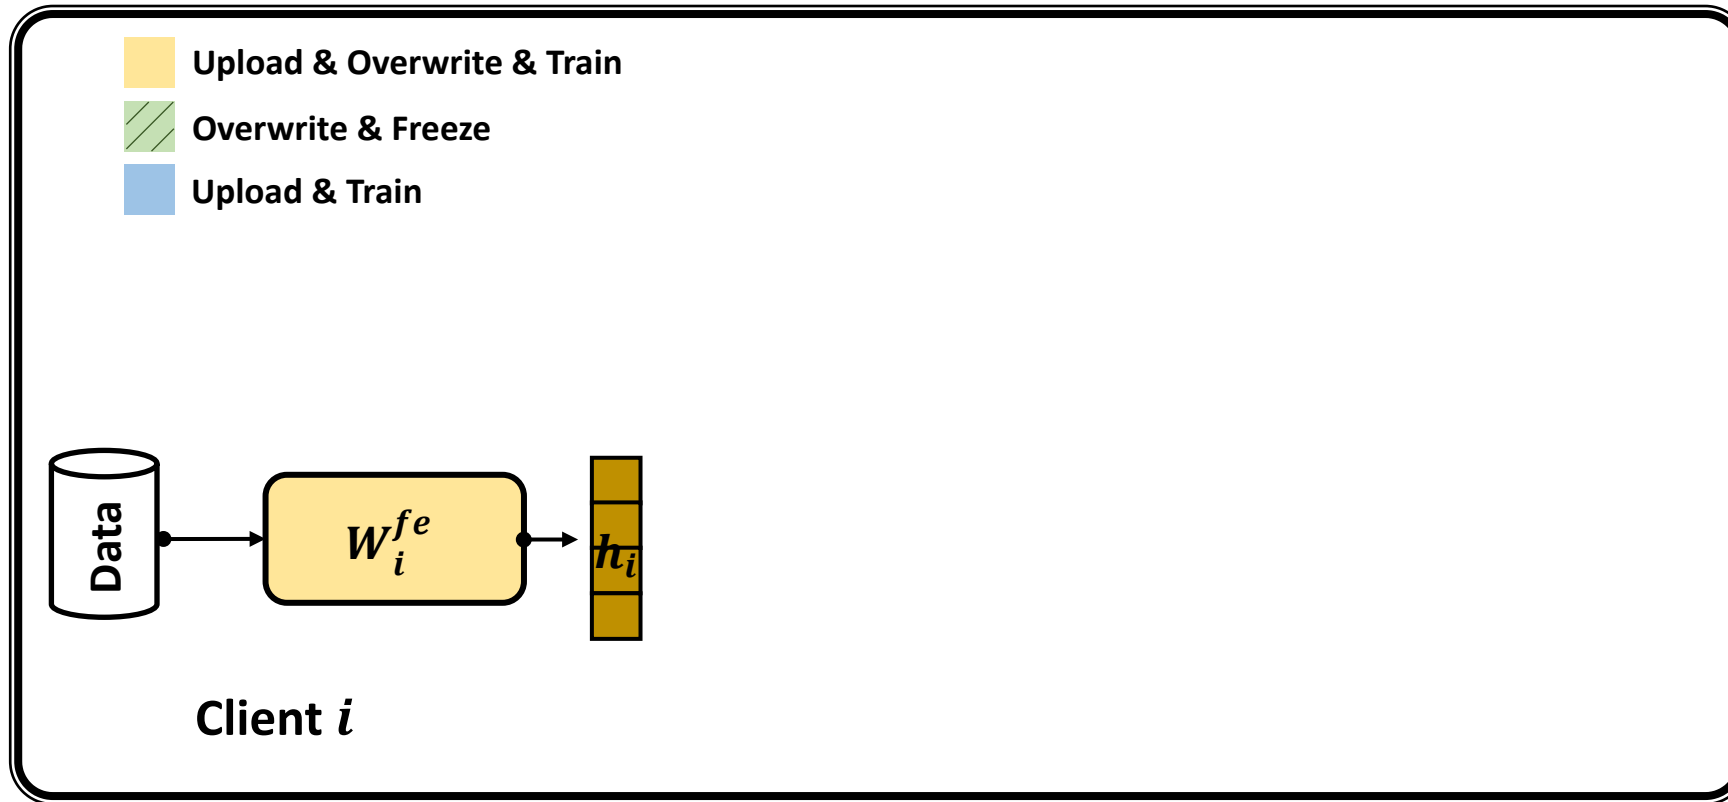 Upload & Overwrite & Train
Overwrite & Freeze
Upload & Train
Data
$W_i^{fe}$
$h_i$
Client $i$